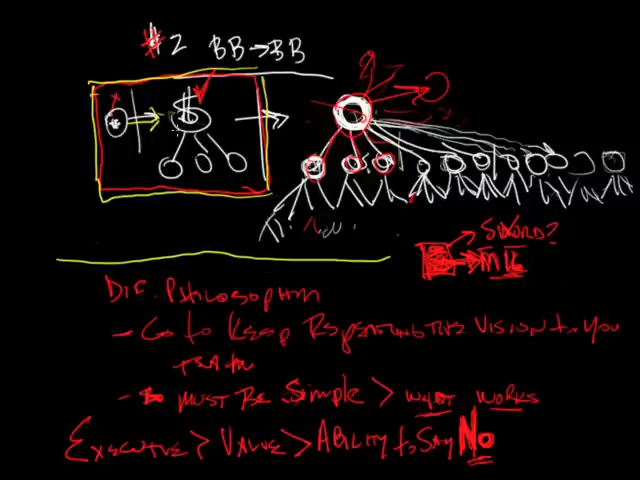 #2 BB→BB
$
SWORD?
DIF. PHILOSOPHY
- GO TO KEEP REPEATING THE VISION TO YOU
TEAM
- MUST BE SIMPLE > WHAT WORKS
EXECUTIVE > VALUE > ABILITY to SAY NO